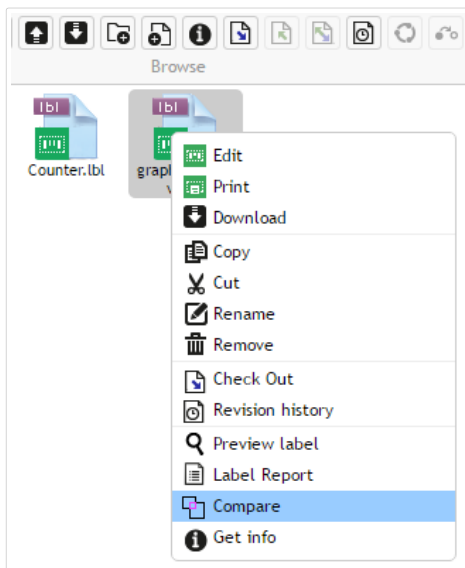 Browse
lbl
lbl
Counter.lbl
grap
Edit
Print
Download
Copy
Cut
Rename
Remove
Check Out
Revision history
Preview label
Label Report
Compare
Get info